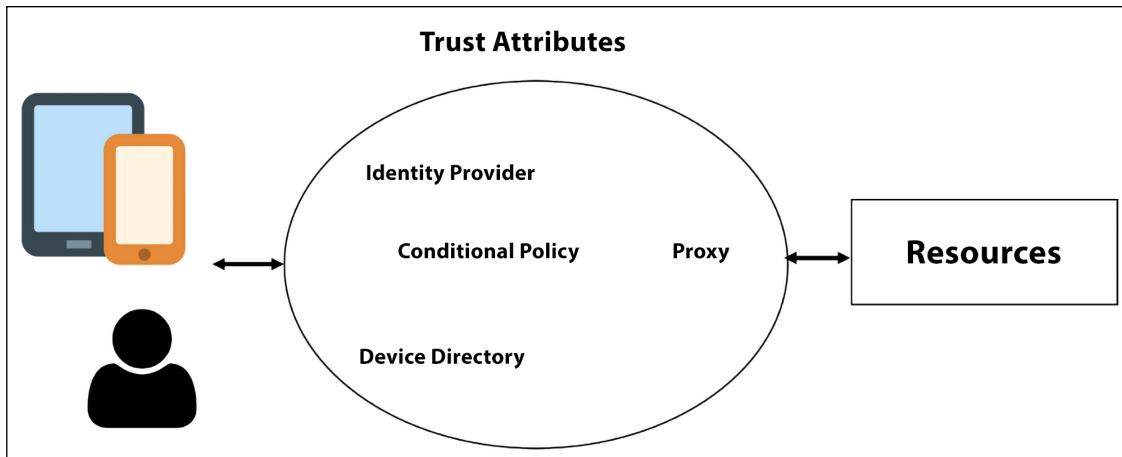 Trust Attributes
Identity Provider
Conditional Policy
Proxy
Device Directory
Resources